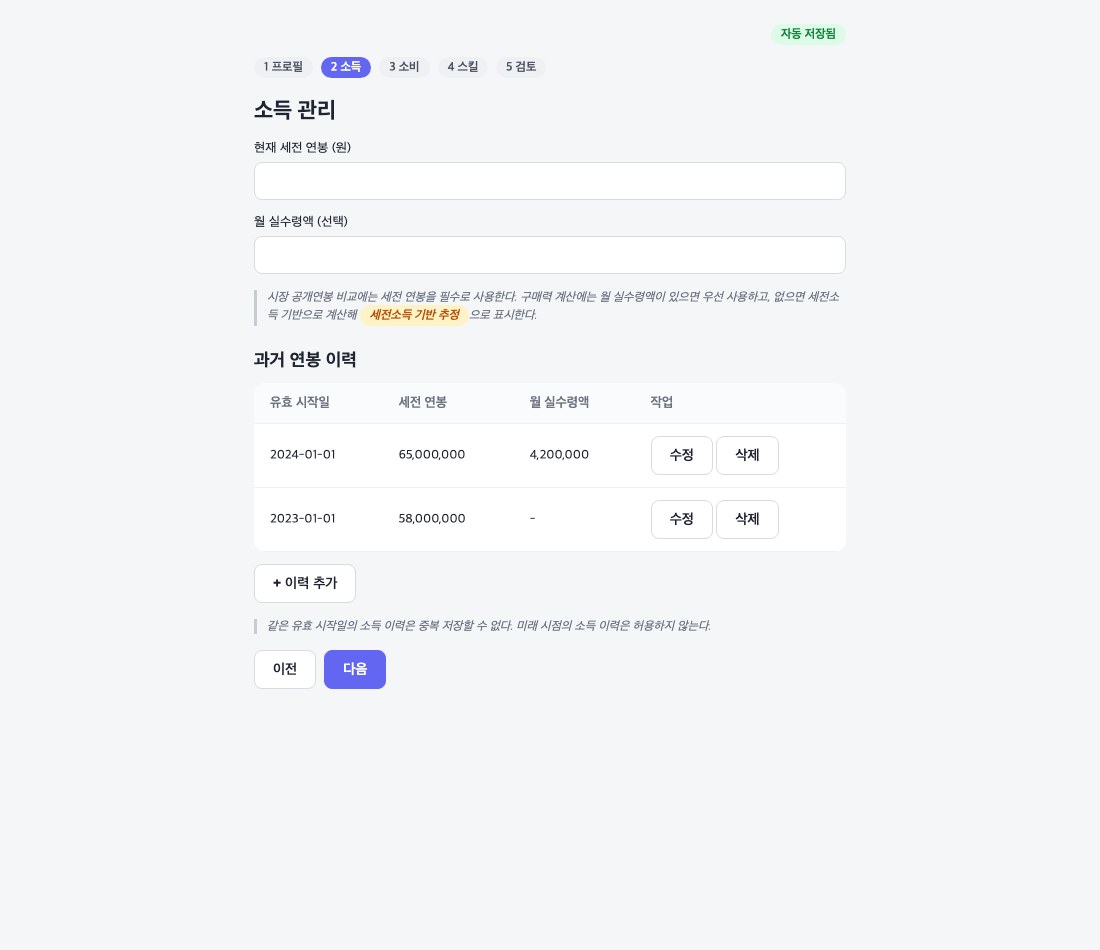 자동 저장됨
1 프로필 2 소득 3 소비 4 스킬 5 검토
소득 관리
현재 세전 연봉 (원)
월 실수령액 (선택)
시장 공개연봉 비교에는 세전 연봉을 필수로 사용한다. 구매력 계산에는 월 실수령액이 있으면 우선 사용하고, 없으면 세전소
득 기반으로 계산해 세전소득 기반 추정 으로 표시한다.
과거 연봉 이력
유효 시작일 세전 연봉 월 실수령액 작업
2024-01-01 65,000,000 4,200,000 수정 삭제
2023-01-01 58,000,000 - 수정 삭제
+ 이력 추가
같은 유효 시작일의 소득 이력은 중복 저장할 수 없다. 미래 시점의 소득 이력은 허용하지 않는다.
이전 다음